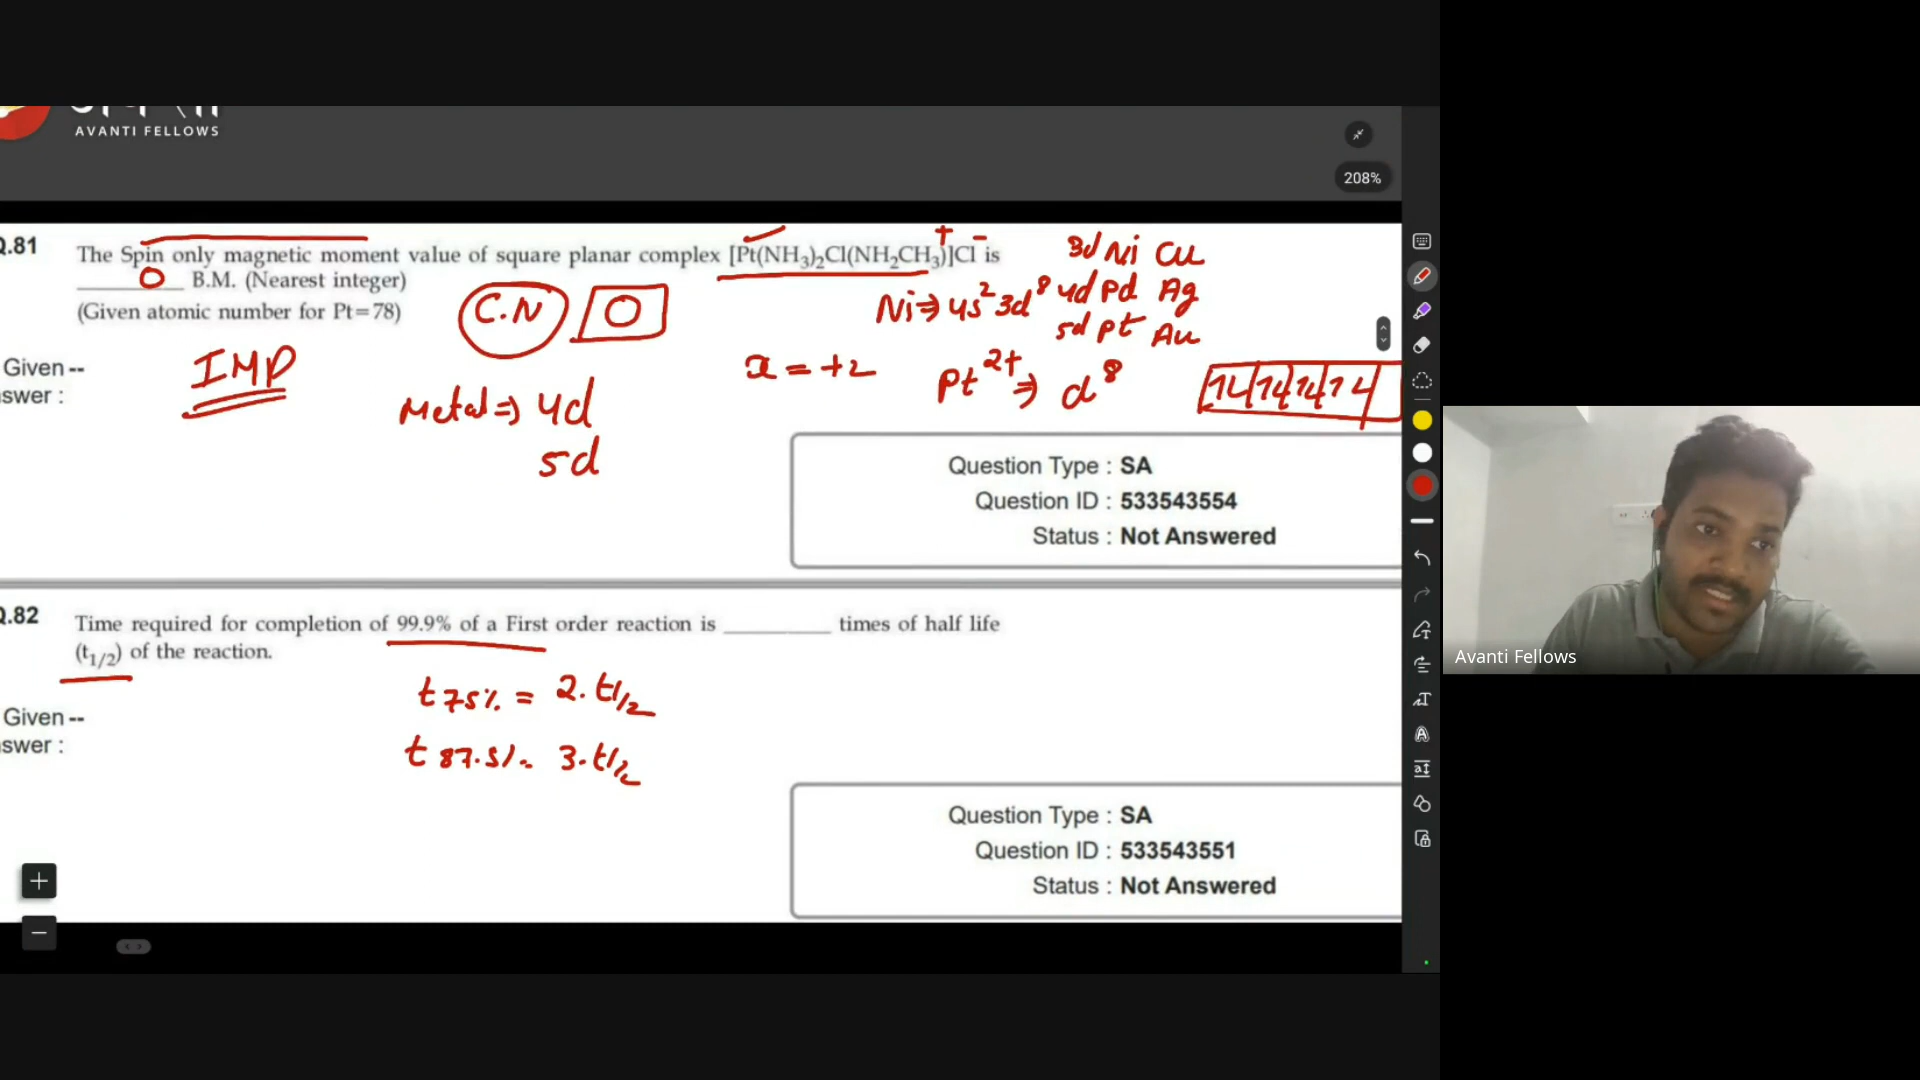 AVANTI FELLOWS
208%
Q.81
The Spin only magnetic moment value of square planar complex [Pt(NH₃)₂Cl(NH₂CH₃)]Cl is
+ -
0 B.M. (Nearest integer)
(Given atomic number for Pt=78)
C.N 0
3d Ni Cu
4d Pd Ag
5d Pt Au
Ni⇒ 4s² 3d⁸
Given --
swer :
IMP
Metal⇒ 4d
5d
x = +2
Pt²⁺ ⇒ d⁸
Question Type : SA
Question ID : 533543554
Status : Not Answered
Q.82
Time required for completion of 99.9% of a First order reaction is ________ times of half life
(t₁/₂) of the reaction.
t 75% = 2. t1/2
t 87.5% = 3. t1/2
Given --
swer :
Question Type : SA
Question ID : 533543551
Status : Not Answered
Avanti Fellows